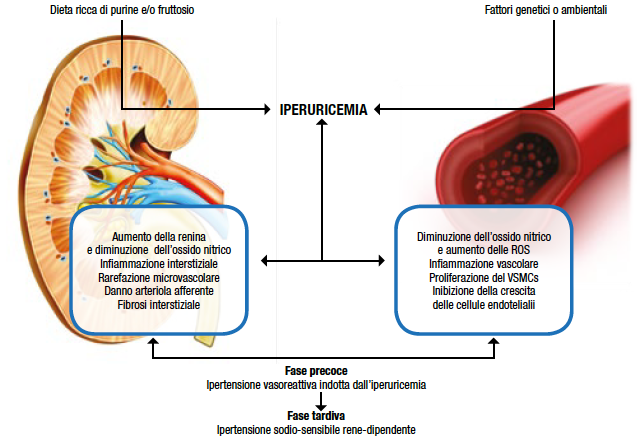 Dieta ricca di purine e/o fruttosio
Fattori genetici o ambientali
IPERURICEMIA
Aumento della renina
e diminuzione dell'ossido nitrico
Infiammazione interstiziale
Rarefazione microvascolare
Danno arteriola afferente
Fibrosi interstiziale
Diminuzione dell'ossido nitrico
e aumento delle ROS
Infiammazione vascolare
Proliferazione del VSMCs
Inibizione della crescita
delle cellule endoteliali
Fase precoce
Ipertensione vasoreattiva indotta dall'iperuricemia
Fase tardiva
Ipertensione sodio-sensibile rene-dipendente